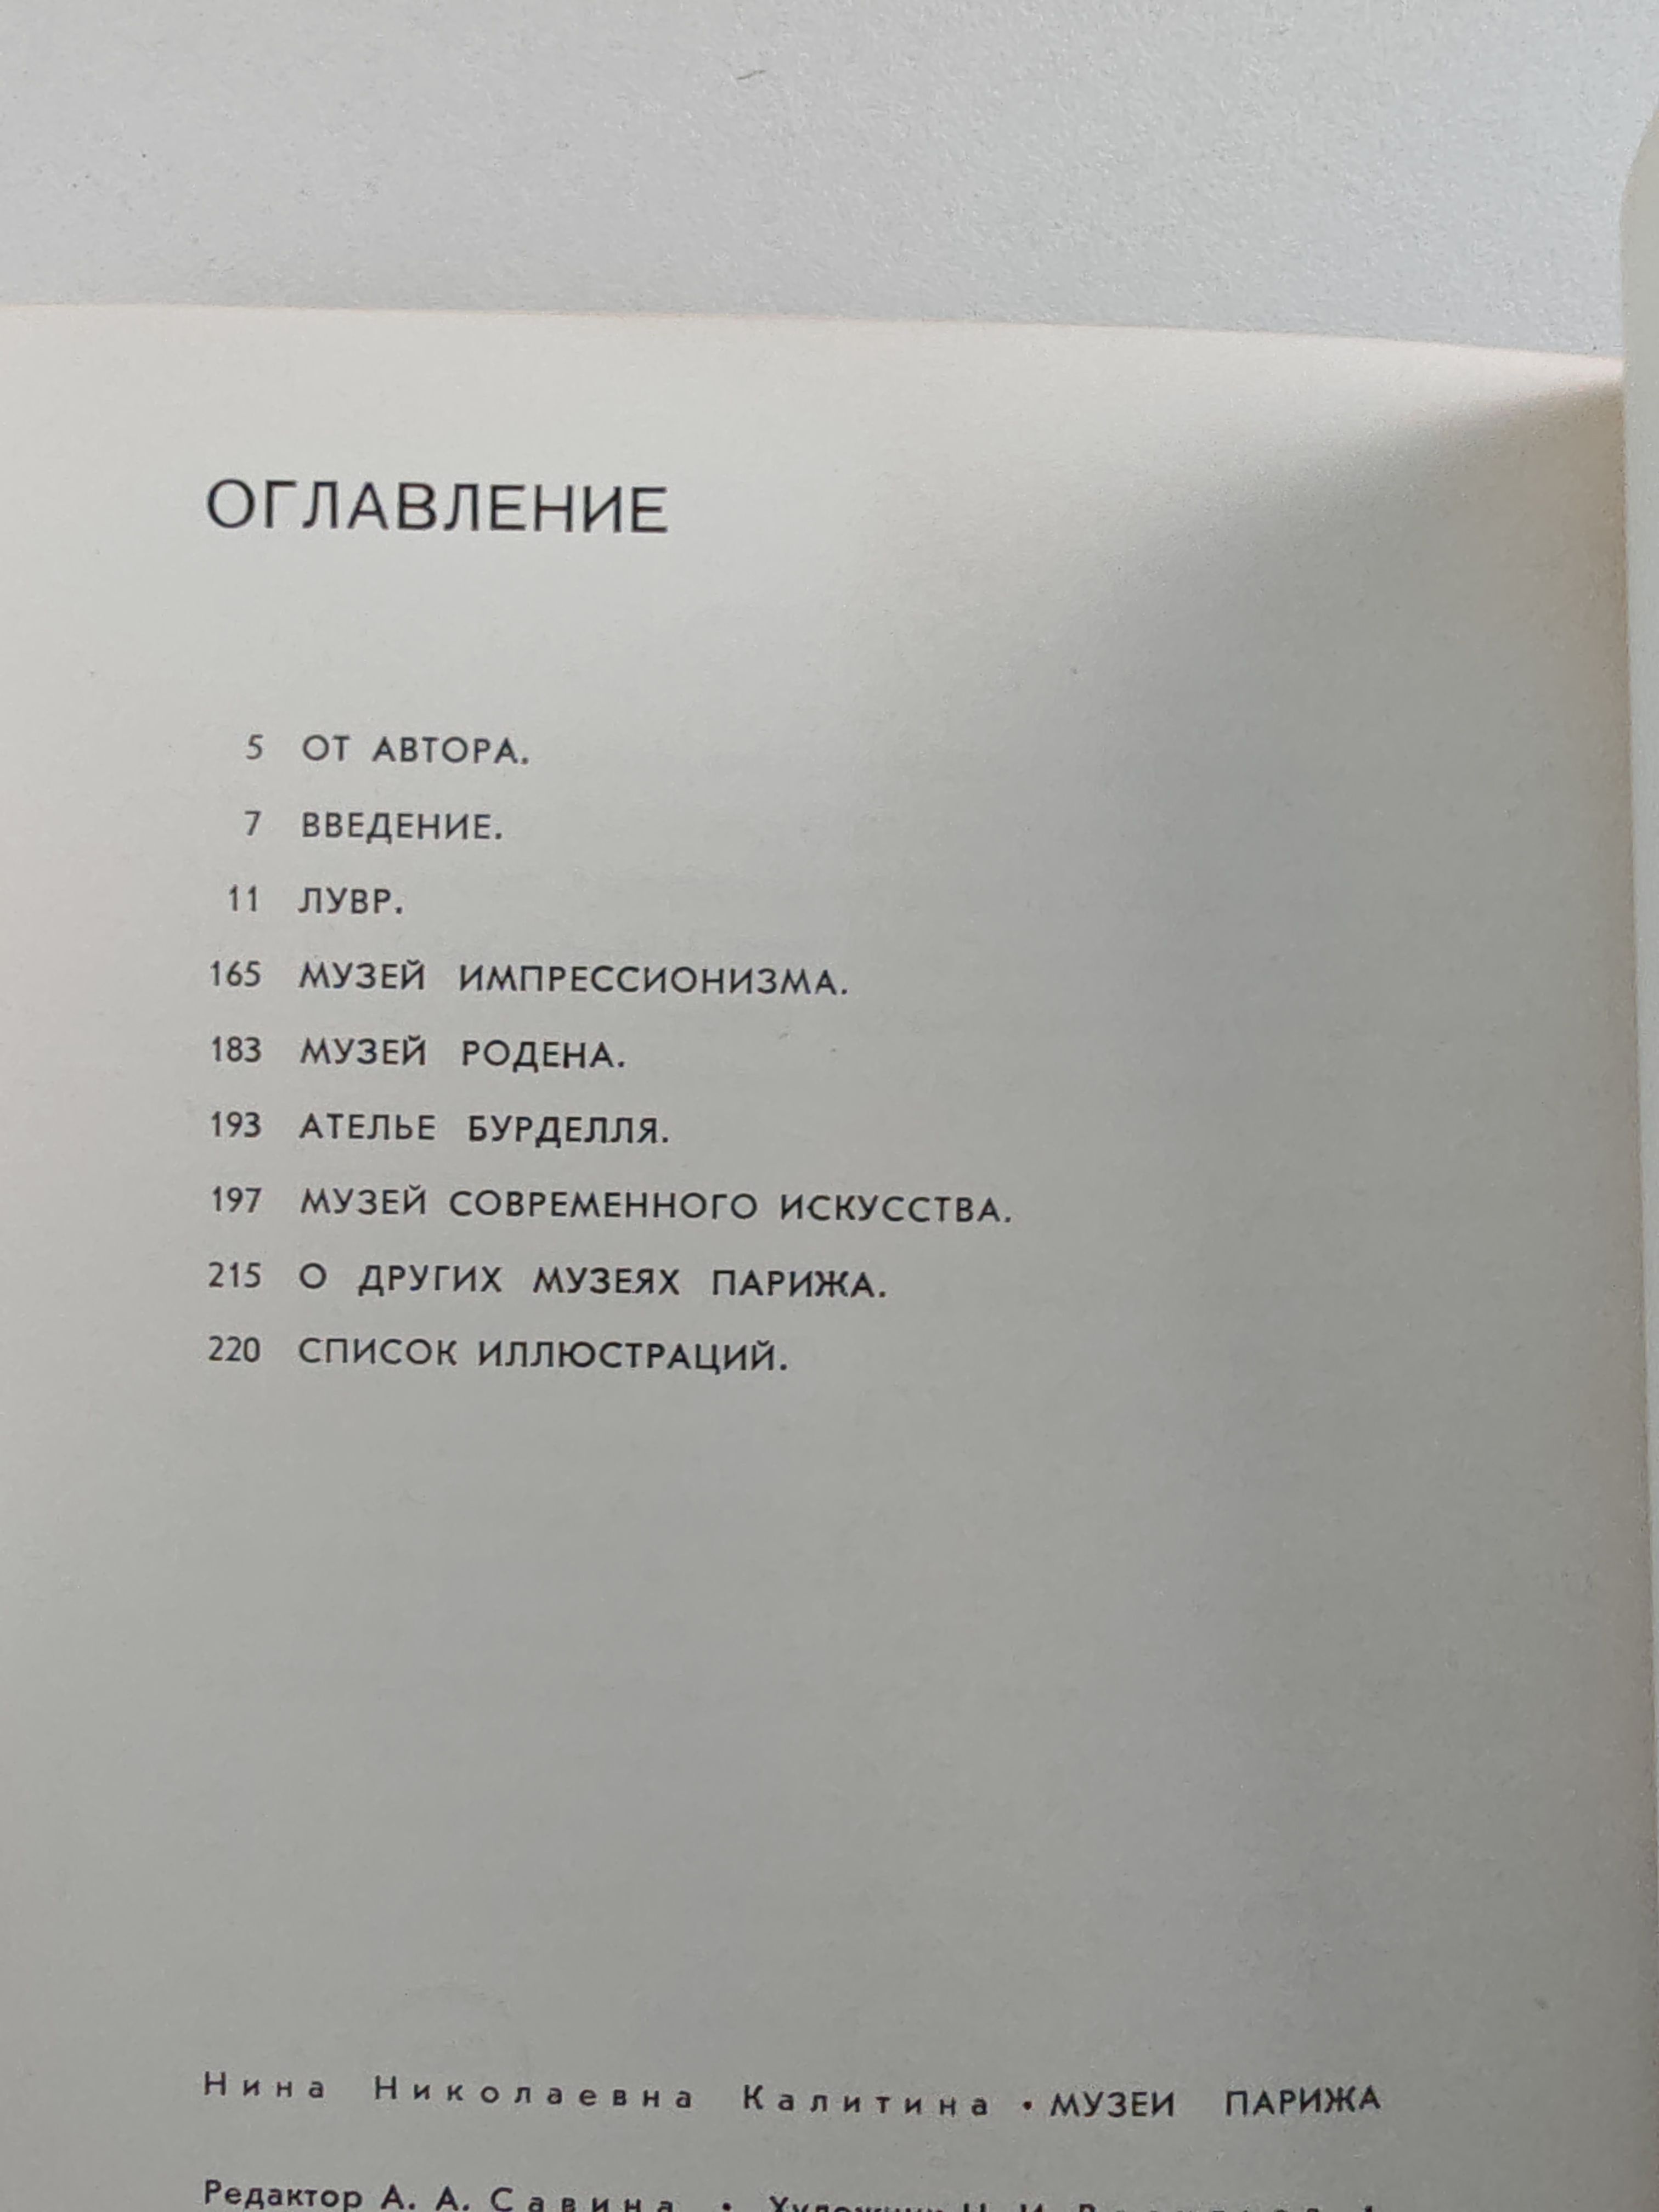 ОГЛАВЛЕНИЕ
5 ОТ АВТОРА.
7 ВВЕДЕНИЕ.
11 ЛУВР.
165 МУЗЕЙ ИМПРЕССИОНИЗМА.
183 МУЗЕЙ РОДЕНА.
193 АТЕЛЬЕ БУРДЕЛЛЯ.
197 МУЗЕЙ СОВРЕМЕННОГО ИСКУССТВА.
215 О ДРУГИХ МУЗЕЯХ ПАРИЖА.
220 СПИСОК ИЛЛЮСТРАЦИЙ.
Нина Николаевна Калитина • МУЗЕИ ПАРИЖА
Редактор А. А. Савина •